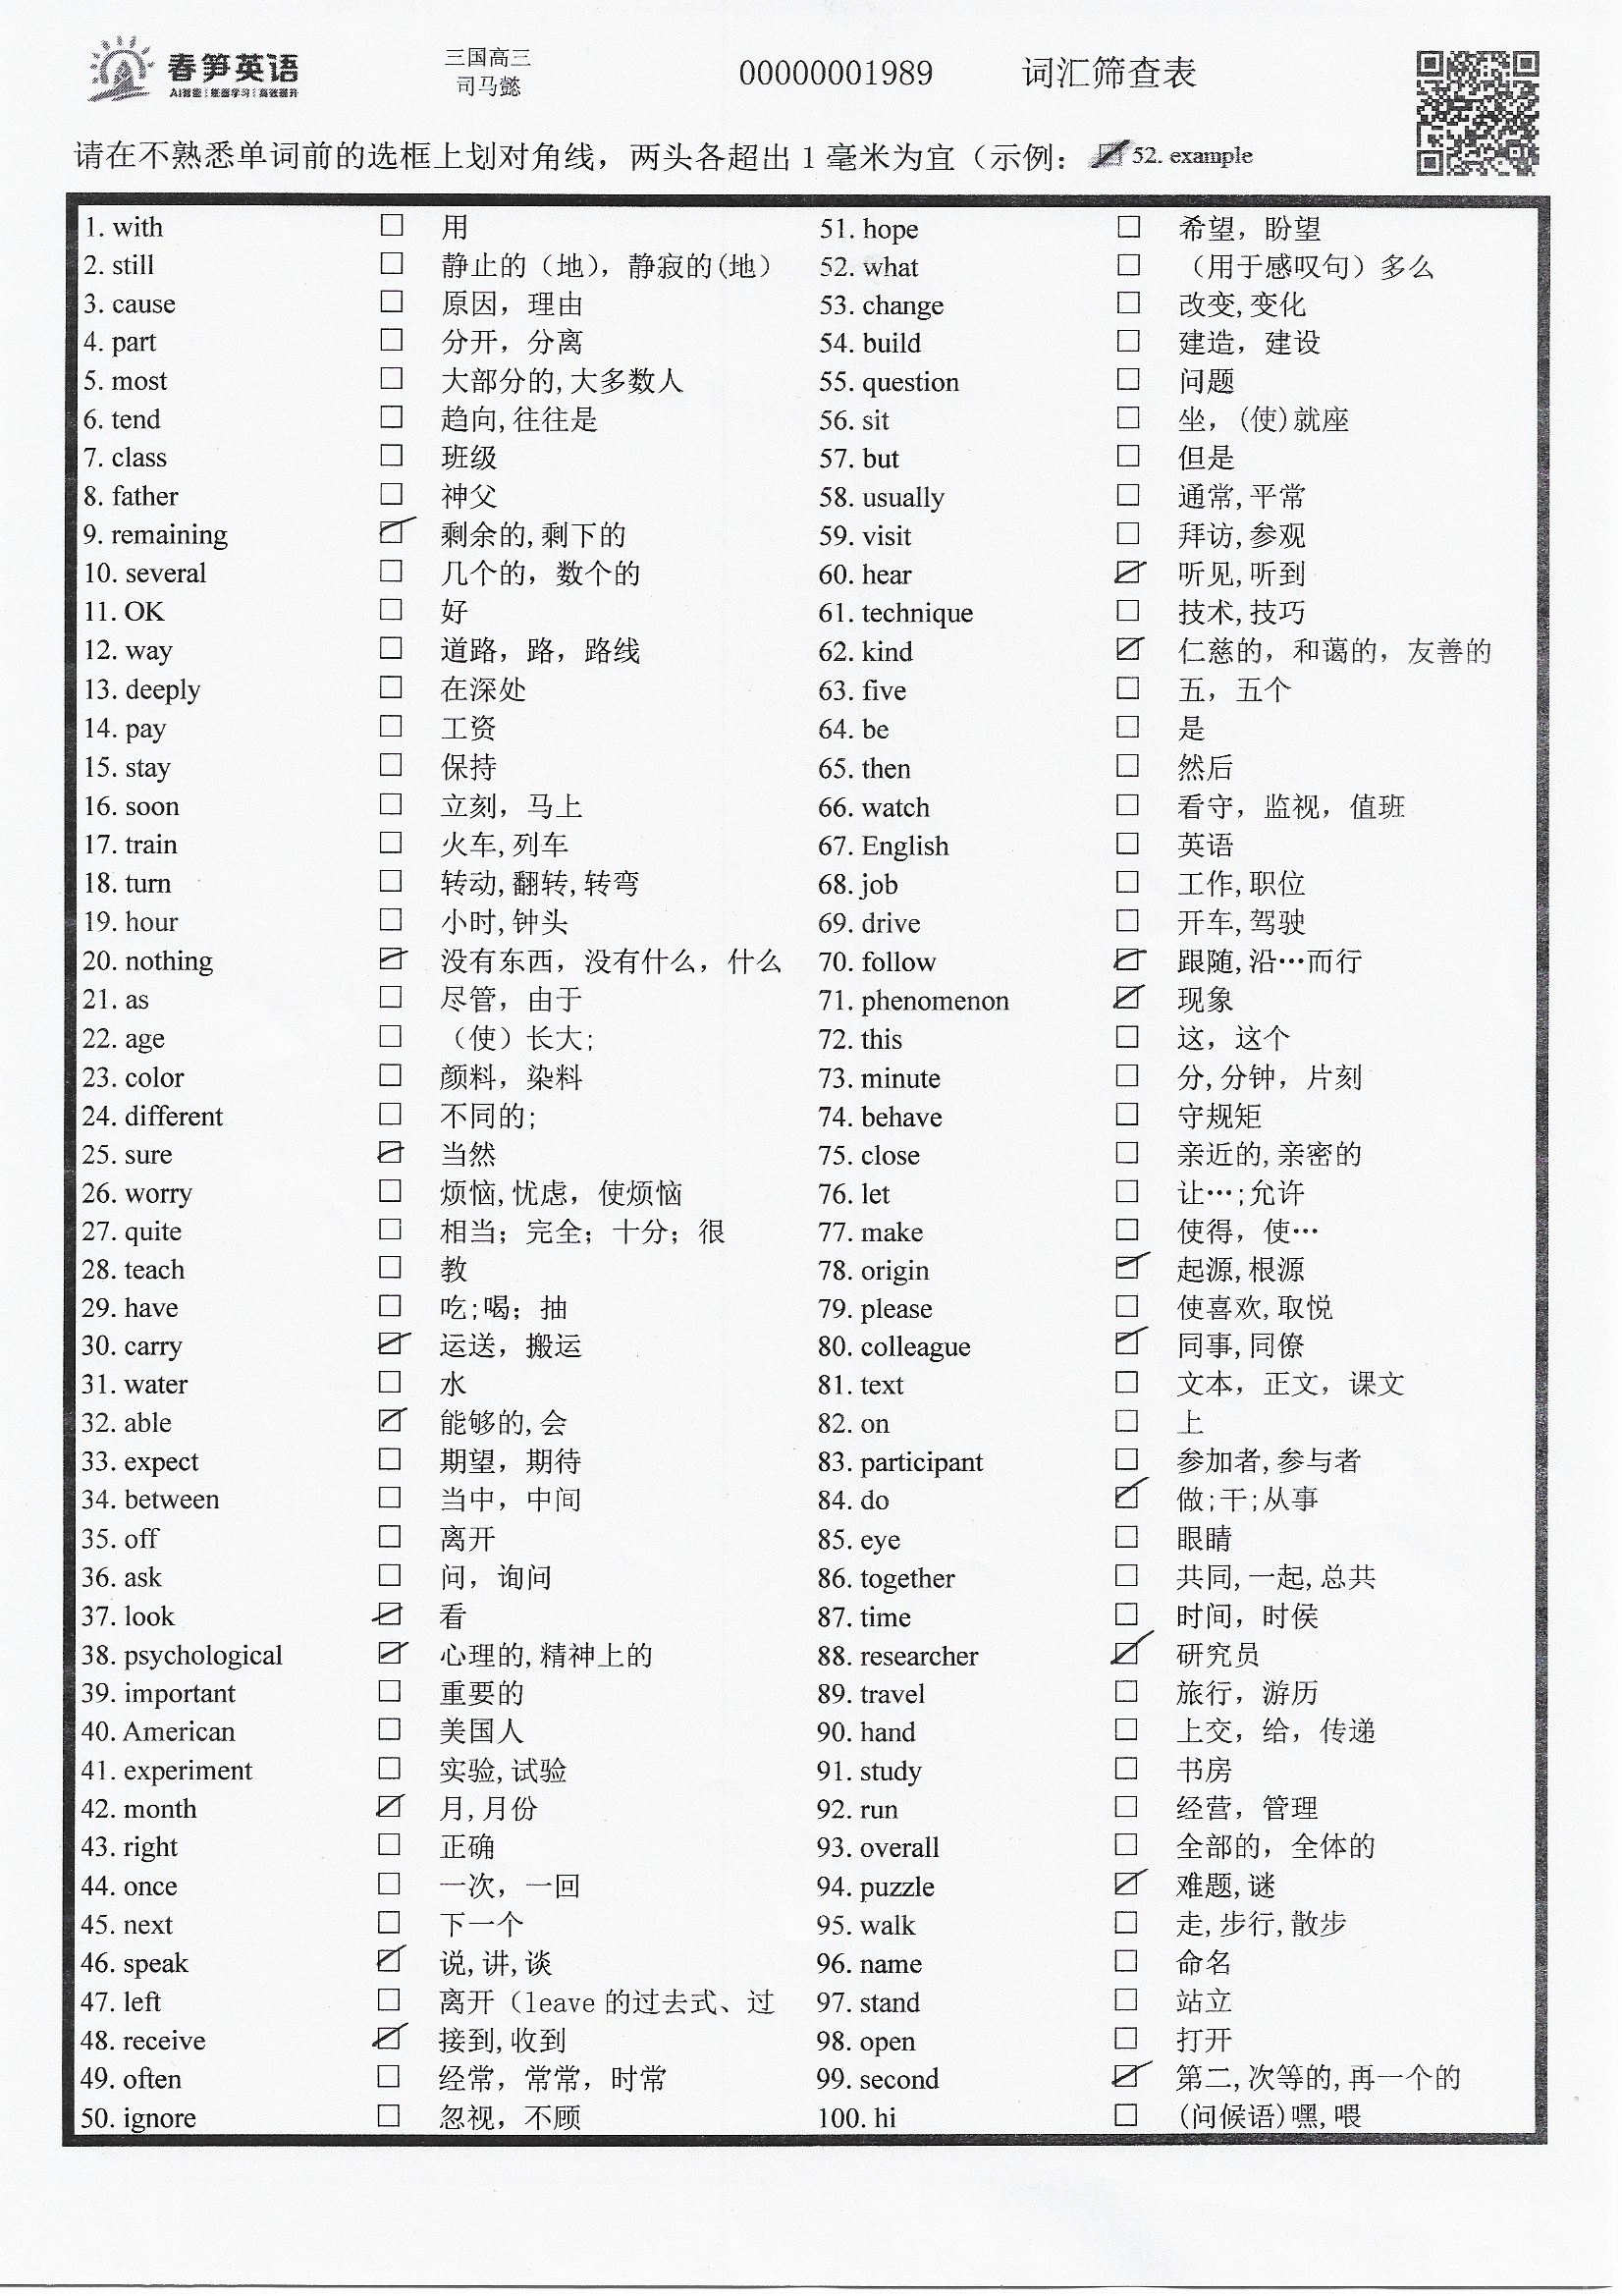 春笋英语
AI智能|题海学习|高效提升
三国高三
司马懿
00000001989
词汇筛查表
请在不熟悉单词前的选框上划对角线，两头各超出 1 毫米为宜（示例： 52. example
1. with 用
2. still 静止的（地），静寂的(地）
3. cause 原因，理由
4. part 分开，分离
5. most 大部分的,大多数人
6. tend 趋向,往往是
7. class 班级
8. father 神父
9. remaining 剩余的,剩下的
10. several 几个的，数个的
11. OK 好
12. way 道路，路，路线
13. deeply 在深处
14. pay 工资
15. stay 保持
16. soon 立刻，马上
17. train 火车,列车
18. turn 转动,翻转,转弯
19. hour 小时,钟头
20. nothing 没有东西，没有什么，什么
21. as 尽管，由于
22. age （使）长大;
23. color 颜料，染料
24. different 不同的;
25. sure 当然
26. worry 烦恼,忧虑，使烦恼
27. quite 相当；完全；十分；很
28. teach 教
29. have 吃;喝；抽
30. carry 运送，搬运
31. water 水
32. able 能够的,会
33. expect 期望，期待
34. between 当中，中间
35. off 离开
36. ask 问，询问
37. look 看
38. psychological 心理的,精神上的
39. important 重要的
40. American 美国人
41. experiment 实验,试验
42. month 月,月份
43. right 正确
44. once 一次，一回
45. next 下一个
46. speak 说,讲,谈
47. left 离开（leave 的过去式、过
48. receive 接到,收到
49. often 经常，常常，时常
50. ignore 忽视，不顾
51. hope 希望，盼望
52. what （用于感叹句）多么
53. change 改变,变化
54. build 建造，建设
55. question 问题
56. sit 坐，(使)就座
57. but 但是
58. usually 通常,平常
59. visit 拜访,参观
60. hear 听见,听到
61. technique 技术,技巧
62. kind 仁慈的，和蔼的，友善的
63. five 五，五个
64. be 是
65. then 然后
66. watch 看守，监视，值班
67. English 英语
68. job 工作,职位
69. drive 开车,驾驶
70. follow 跟随,沿…而行
71. phenomenon 现象
72. this 这，这个
73. minute 分,分钟，片刻
74. behave 守规矩
75. close 亲近的,亲密的
76. let 让…;允许
77. make 使得，使…
78. origin 起源,根源
79. please 使喜欢,取悦
80. colleague 同事,同僚
81. text 文本，正文，课文
82. on 上
83. participant 参加者,参与者
84. do 做;干;从事
85. eye 眼睛
86. together 共同,一起,总共
87. time 时间，时侯
88. researcher 研究员
89. travel 旅行，游历
90. hand 上交，给，传递
91. study 书房
92. run 经营，管理
93. overall 全部的，全体的
94. puzzle 难题,谜
95. walk 走,步行,散步
96. name 命名
97. stand 站立
98. open 打开
99. second 第二,次等的,再一个的
100. hi (问候语)嘿,喂